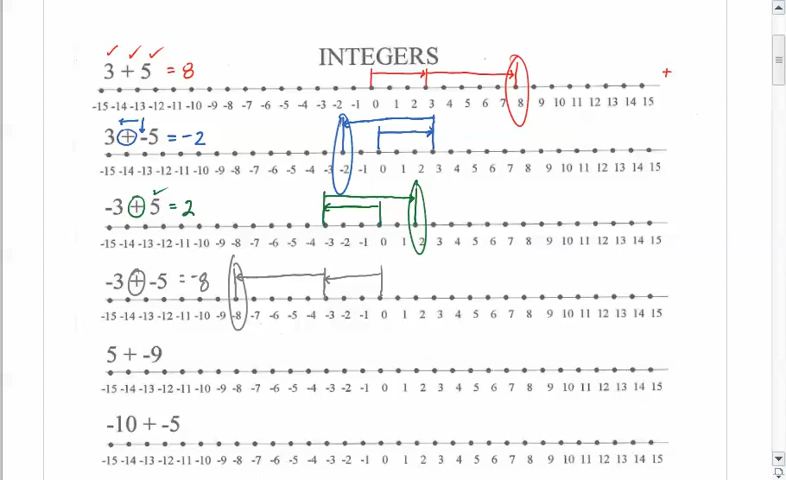 INTEGERS
3 + 5 = 8
+
-15 -14 -13 -12 -11 -10 -9 -8 -7 -6 -5 -4 -3 -2 -1 0 1 2 3 4 5 6 7 8 9 10 11 12 13 14 15
3 + -5 = -2
-15 -14 -13 -12 -11 -10 -9 -8 -7 -6 -5 -4 -3 -2 -1 0 1 2 3 4 5 6 7 8 9 10 11 12 13 14 15
-3 + 5 = 2
-15 -14 -13 -12 -11 -10 -9 -8 -7 -6 -5 -4 -3 -2 -1 0 1 2 3 4 5 6 7 8 9 10 11 12 13 14 15
-3 + -5 = -8
-15 -14 -13 -12 -11 -10 -9 -8 -7 -6 -5 -4 -3 -2 -1 0 1 2 3 4 5 6 7 8 9 10 11 12 13 14 15
5 + -9
-15 -14 -13 -12 -11 -10 -9 -8 -7 -6 -5 -4 -3 -2 -1 0 1 2 3 4 5 6 7 8 9 10 11 12 13 14 15
-10 + -5
-15 -14 -13 -12 -11 -10 -9 -8 -7 -6 -5 -4 -3 -2 -1 0 1 2 3 4 5 6 7 8 9 10 11 12 13 14 15